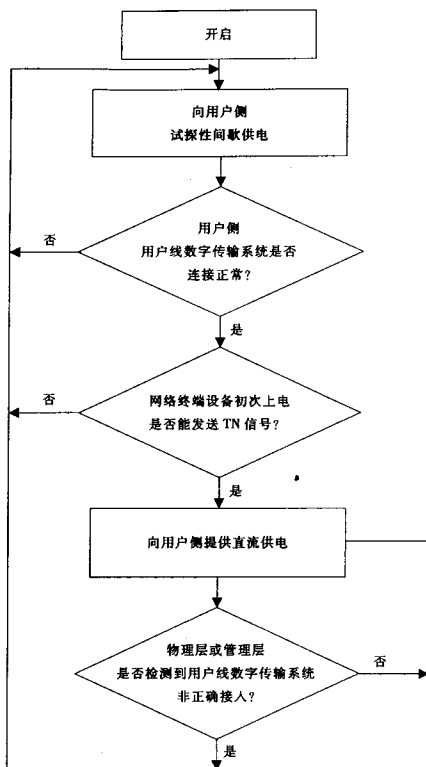 开启
向用户侧
试探性间歇供电
用户侧
用户线数字传输系统是否
连接正常？
否
是
网络终端设备初次上电
是否能发送 TN 信号？
否
是
向用户侧提供直流供电
物理层或管理层
是否检测到用户线数字传输系统
非正确接人？
否
是